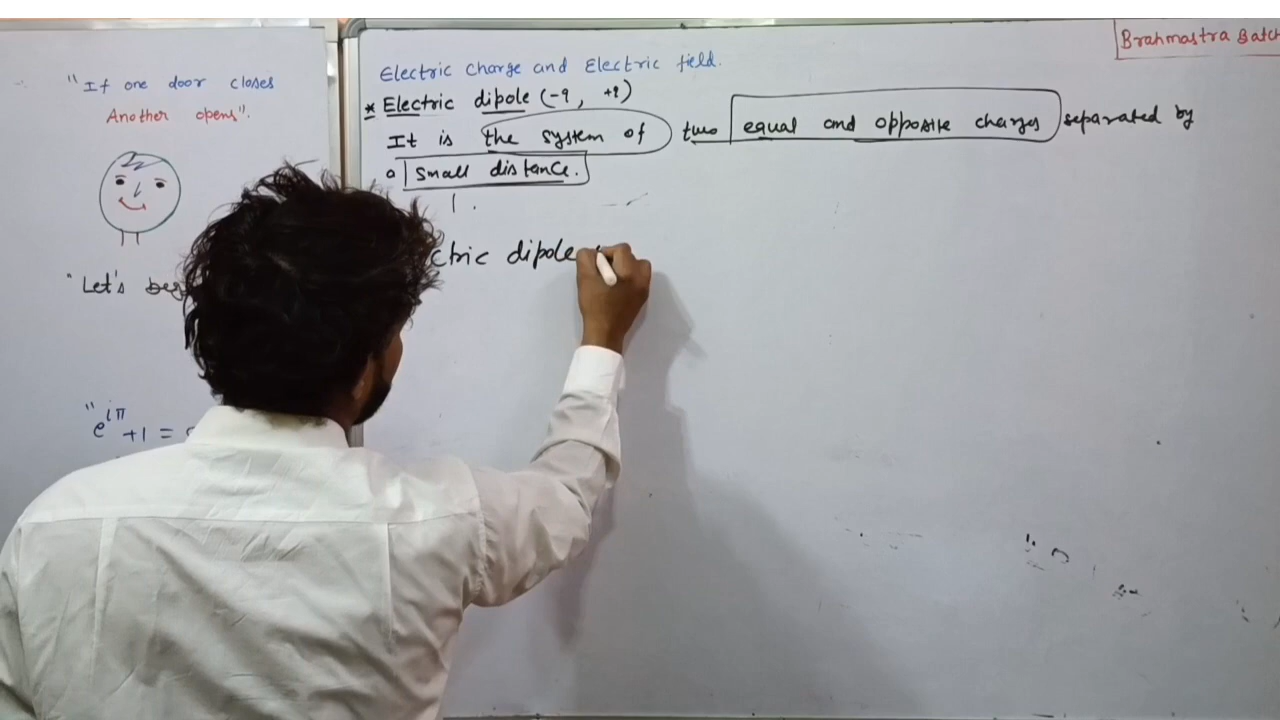 "If one door closes
Another opens".
"Let's
"e^iπ +1 =
Brahmastra Batch
Electric Charge and Electric field.
* Electric dipole (-q, +q)
It is the system of two equal and opposite charges separated by
a small distance.
ctric dipole